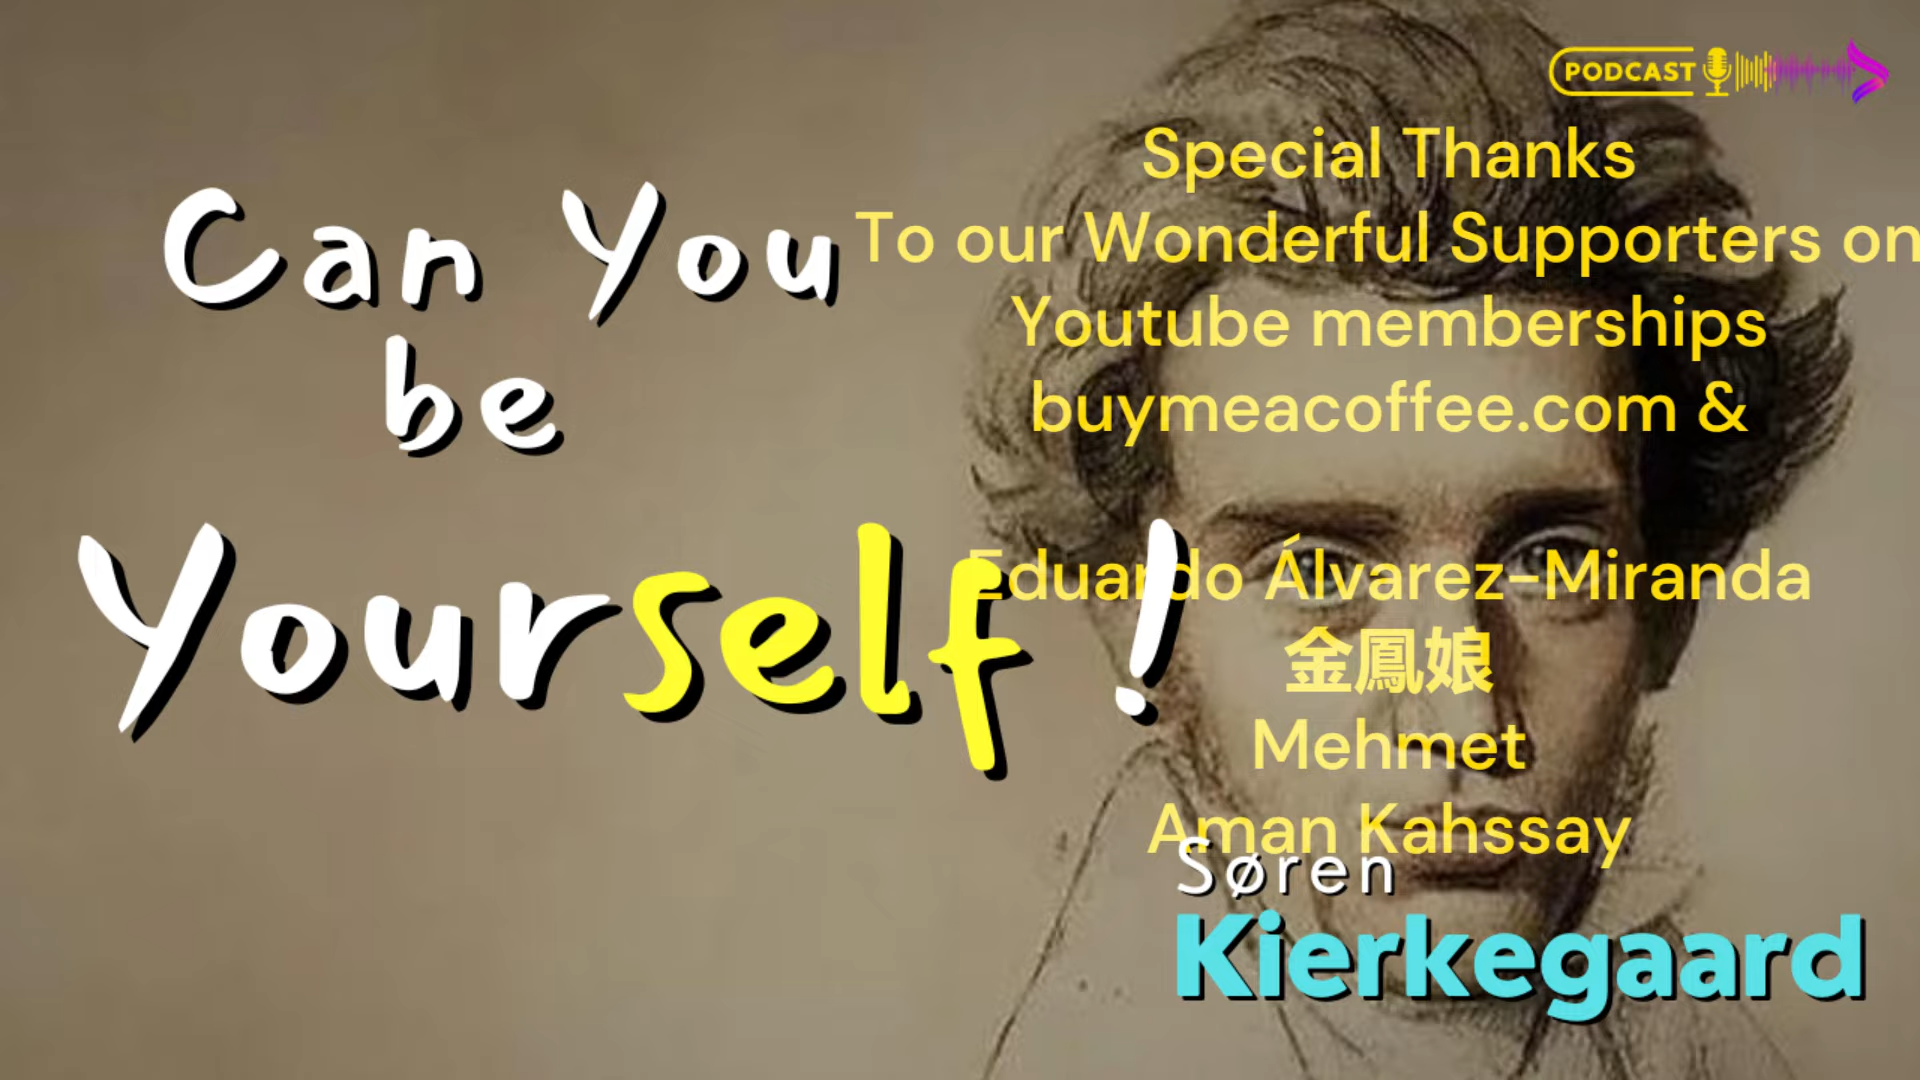 PODCAST
Can You
be
Yourself !
Special Thanks
To our Wonderful Supporters on
Youtube memberships
buymeacoffee.com &
Eduardo Álvarez-Miranda
金鳳娘
Mehmet
Aman Kahssay
Søren
Kierkegaard